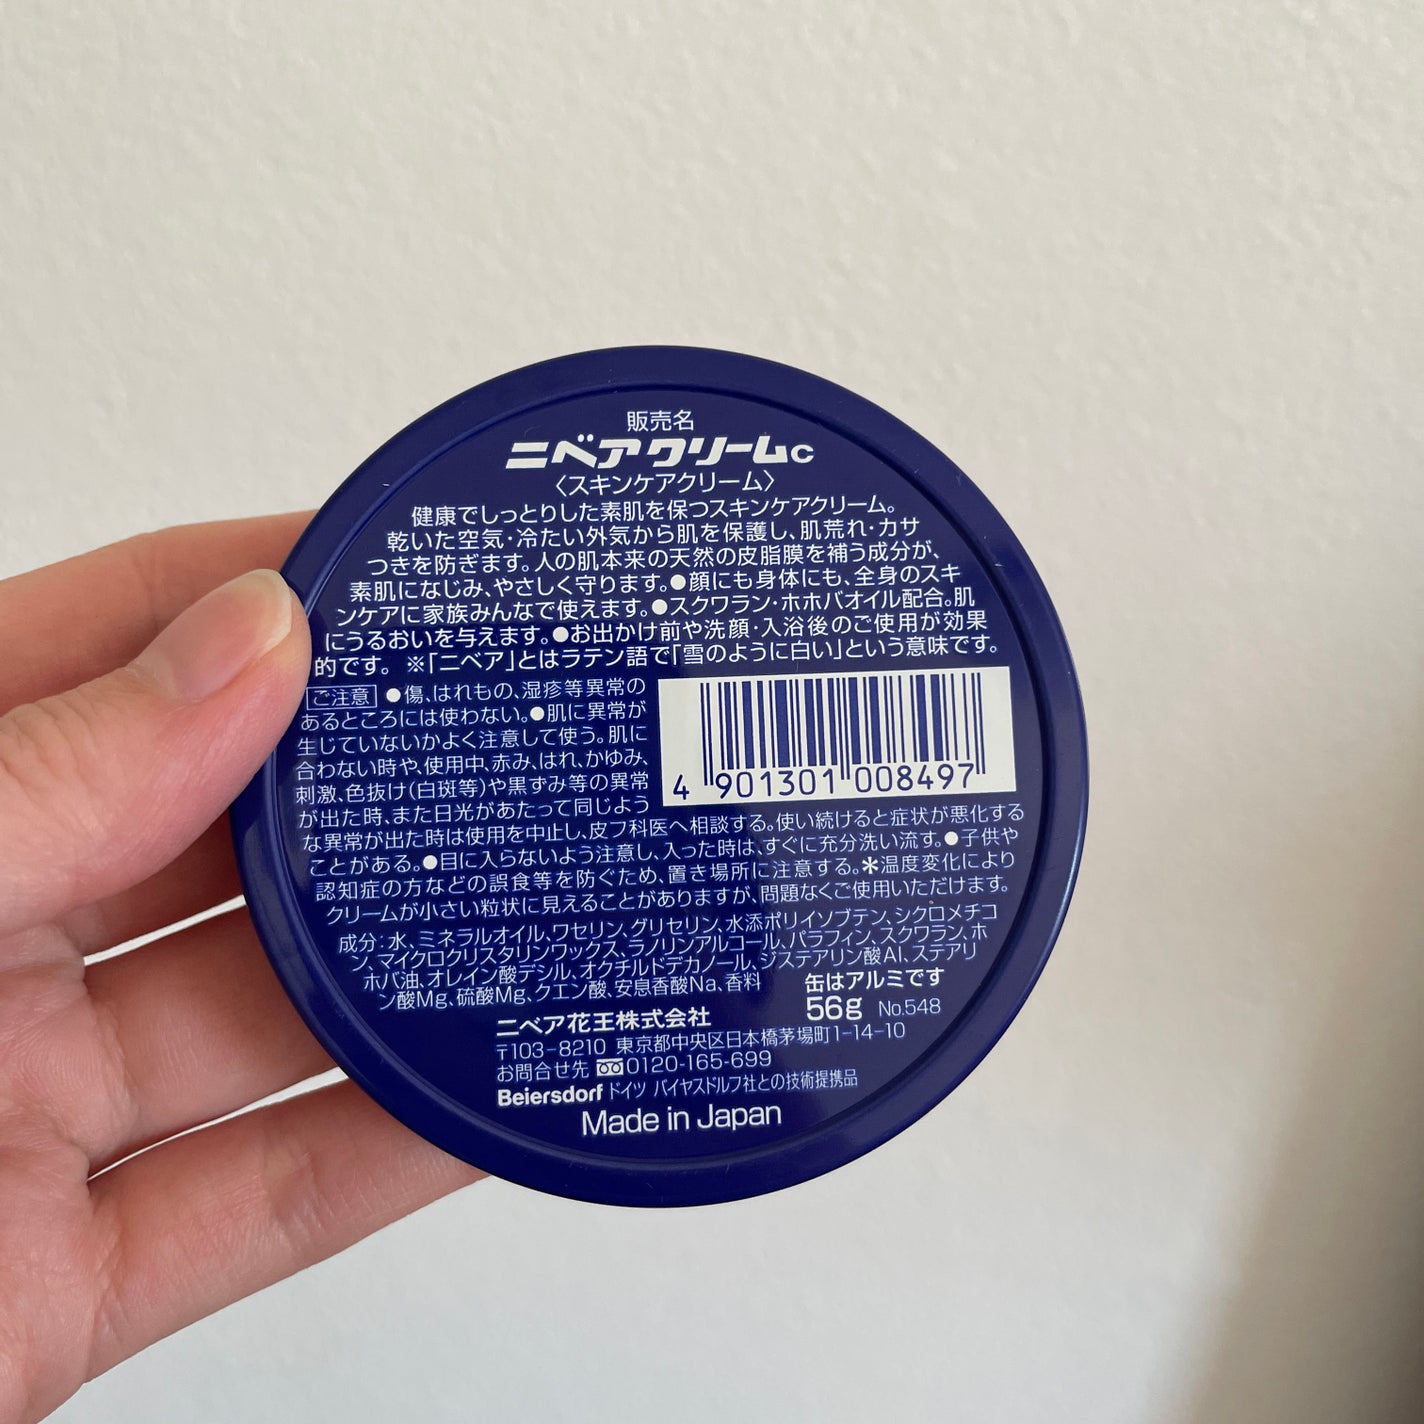 販売名
ニベアクリームc
〈スキンケアクリーム〉
健康でしっとりした素肌を保つスキンケアクリーム。
乾いた空気・冷たい外気から肌を保護し、肌荒れ・カサ
つきを防ぎます。人の肌本来の天然の皮脂膜を補う成分が、
素肌になじみ、やさしく守ります。●顔にも身体にも、全身のスキ
ンケアに家族みんなで使えます。●スクワラン・ホホバオイル配合。肌
にうるおいを与えます。●お出かけ前や洗顔・入浴後のご使用が効果
的です。 ※「ニベア」とはラテン語で「雪のように白い」という意味です。
ご注意 ●傷、はれもの、湿疹等異常の
あるところには使わない。●肌に異常が
生じていないかよく注意して使う。肌に
合わない時や、使用中、赤み、はれ、かゆみ、
刺激、色抜け(白斑等)や黒ずみ等の異常
が出た時、また日光があたって同じよう
な異常が出た時は使用を中止し、皮フ科医へ相談する。使い続けると症状が悪化する
ことがある。●目に入らないよう注意し、入った時は、すぐに充分洗い流す。●子供や
認知症の方などの誤食等を防ぐため、置き場所に注意する。＊温度変化により
クリームが小さい粒状に見えることがありますが、問題なくご使用いただけます。
4 901301 008497
成分：水、ミネラルオイル、ワセリン、グリセリン、水添ポリイソブテン、シクロメチコ
ン、マイクロクリスタリンワックス、ラノリンアルコール、パラフィン、スクワラン、ホ
ホバ油、オレイン酸デシル、オクチルドデカノール、ジステアリン酸Al、ステアリ
ン酸Mg、硫酸Mg、クエン酸、安息香酸Na、香料
缶はアルミです
56g No.548
ニベア花王株式会社
〒103-8210 東京都中央区日本橋茅場町1-14-10
お問合せ先 0120-165-699
Beiersdorf ドイツ バイヤスドルフ社との技術提携品
Made in Japan